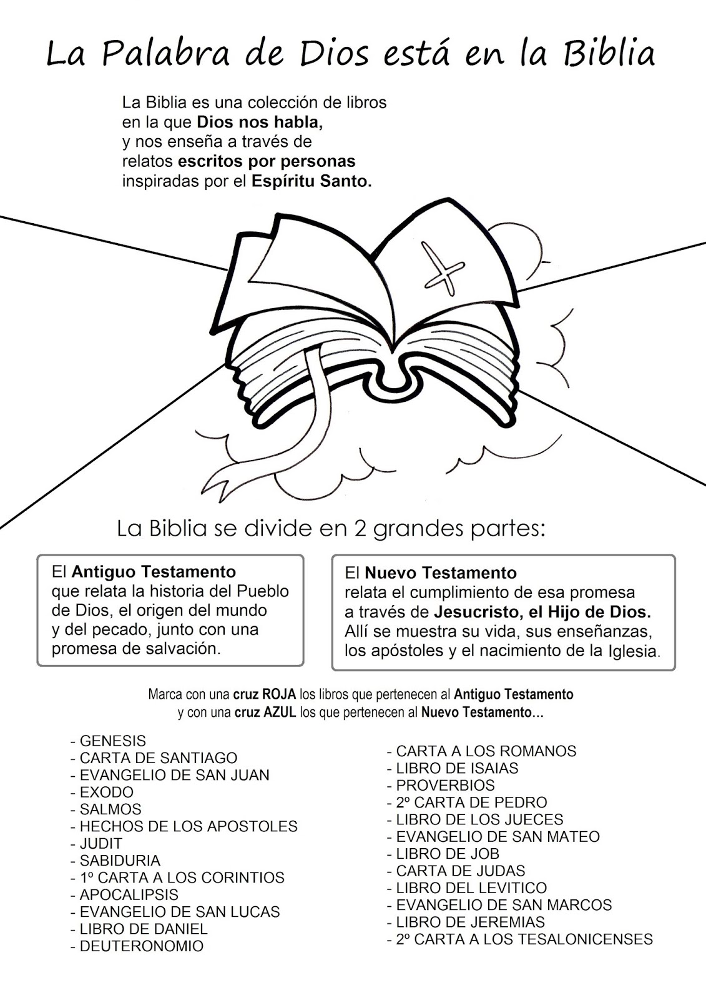 La Palabra de Dios está en la Biblia
La Biblia es una colección de libros
en la que Dios nos habla,
y nos enseña a través de
relatos escritos por personas
inspiradas por el Espíritu Santo.
La Biblia se divide en 2 grandes partes:
El Antiguo Testamento
que relata la historia del Pueblo
de Dios, el origen del mundo
y del pecado, junto con una
promesa de salvación.
El Nuevo Testamento
relata el cumplimiento de esa promesa
a través de Jesucristo, el Hijo de Dios.
Allí se muestra su vida, sus enseñanzas,
los apóstoles y el nacimiento de la Iglesia.
Marca con una cruz ROJA los libros que pertenecen al Antiguo Testamento
y con una cruz AZUL los que pertenecen al Nuevo Testamento...
- GENESIS
- CARTA DE SANTIAGO
- EVANGELIO DE SAN JUAN
- EXODO
- SALMOS
- HECHOS DE LOS APOSTOLES
- JUDIT
- SABIDURIA
- 1º CARTA A LOS CORINTIOS
- APOCALIPSIS
- EVANGELIO DE SAN LUCAS
- LIBRO DE DANIEL
- DEUTERONOMIO
- CARTA A LOS ROMANOS
- LIBRO DE ISAIAS
- PROVERBIOS
- 2º CARTA DE PEDRO
- LIBRO DE LOS JUECES
- EVANGELIO DE SAN MATEO
- LIBRO DE JOB
- CARTA DE JUDAS
- LIBRO DEL LEVITICO
- EVANGELIO DE SAN MARCOS
- LIBRO DE JEREMIAS
- 2º CARTA A LOS TESALONICENSES